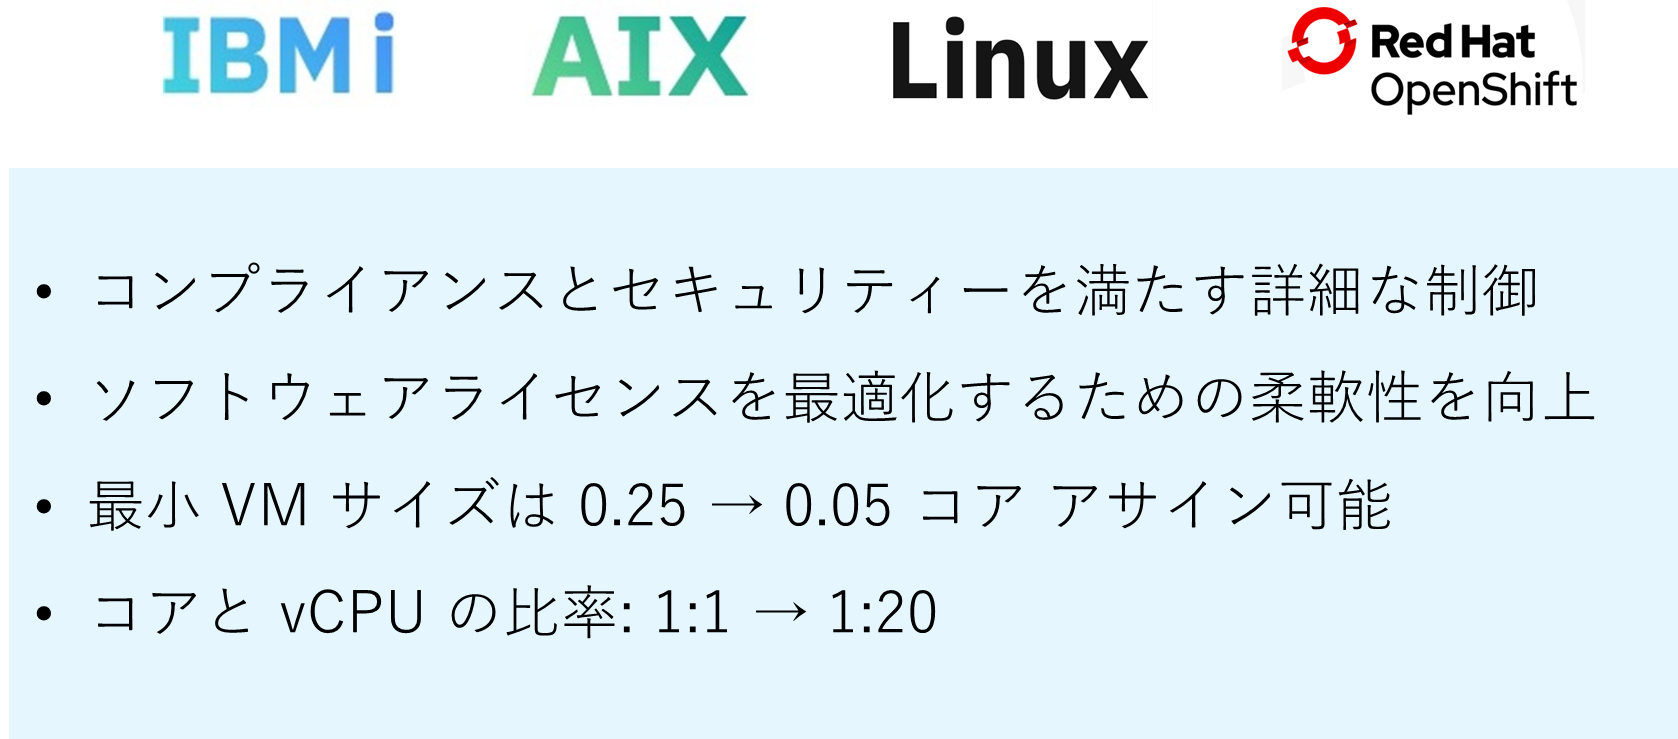 IBM i
AIX
Linux
Red Hat
OpenShift
• コンプライアンスとセキュリティーを満たす詳細な制御
• ソフトウェアライセンスを最適化するための柔軟性を向上
• 最小 VM サイズは 0.25 → 0.05 コア アサイン可能
• コアと vCPU の比率: 1:1 → 1:20